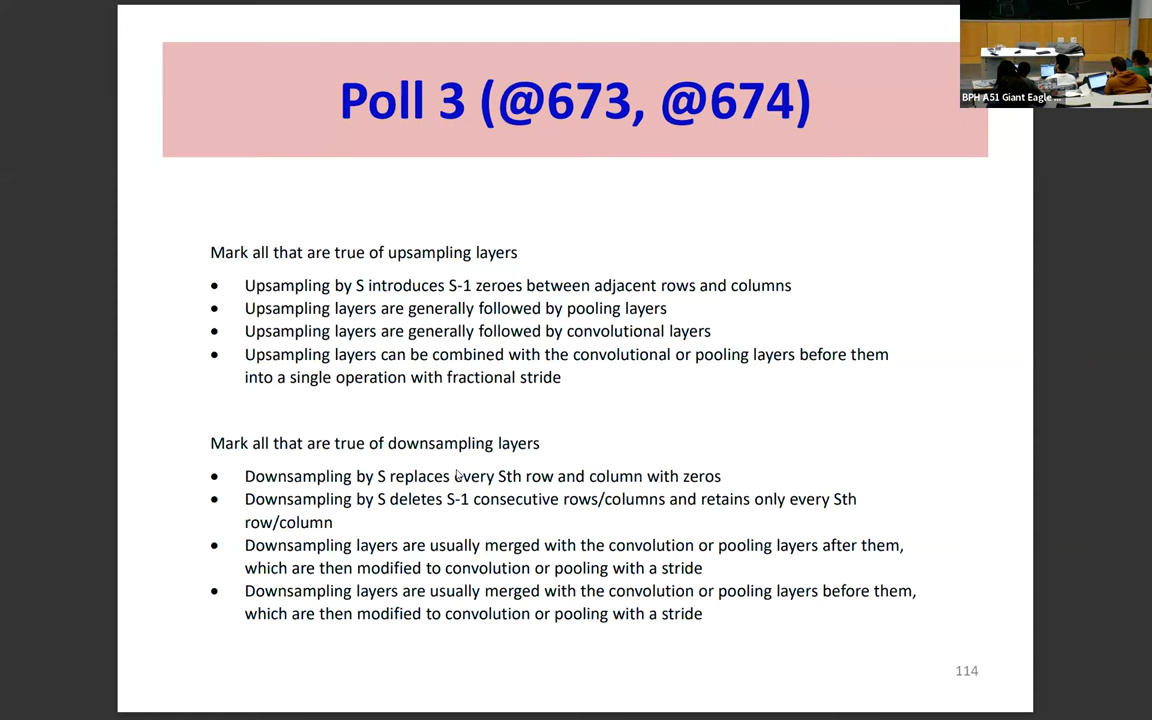 Poll 3 (@673, @674)
BPH A51 Giant Eagle ...
Mark all that are true of upsampling layers
• Upsampling by S introduces S-1 zeroes between adjacent rows and columns
• Upsampling layers are generally followed by pooling layers
• Upsampling layers are generally followed by convolutional layers
• Upsampling layers can be combined with the convolutional or pooling layers before them
into a single operation with fractional stride
Mark all that are true of downsampling layers
• Downsampling by S replaces every Sth row and column with zeros
• Downsampling by S deletes S-1 consecutive rows/columns and retains only every Sth
row/column
• Downsampling layers are usually merged with the convolution or pooling layers after them,
which are then modified to convolution or pooling with a stride
• Downsampling layers are usually merged with the convolution or pooling layers before them,
which are then modified to convolution or pooling with a stride
114